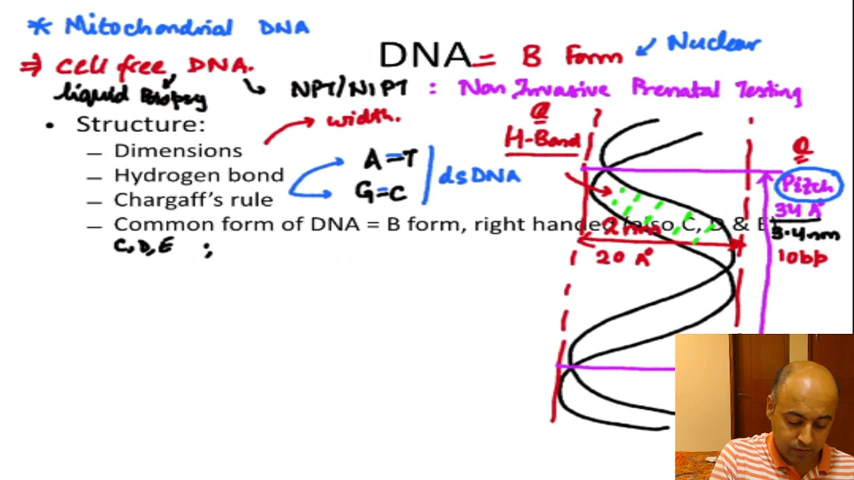 * Mitochondrial DNA
DNA = B Form ↙ Nuclear
⇒ cell free DNA.
liquid Biopsy
NPT/NIPT : Non Invasive Prenatal Testing
• Structure:
→ width.
Q
H-Bond
– Dimensions
– Hydrogen bond
– Chargaff's rule
A=T
G≡C
dsDNA
Q
Pitch
34 A°
3.4nm
10bp
– Common form of DNA = B form, right handed, also C, D & E
C, D, E ;
2nm
20 A°